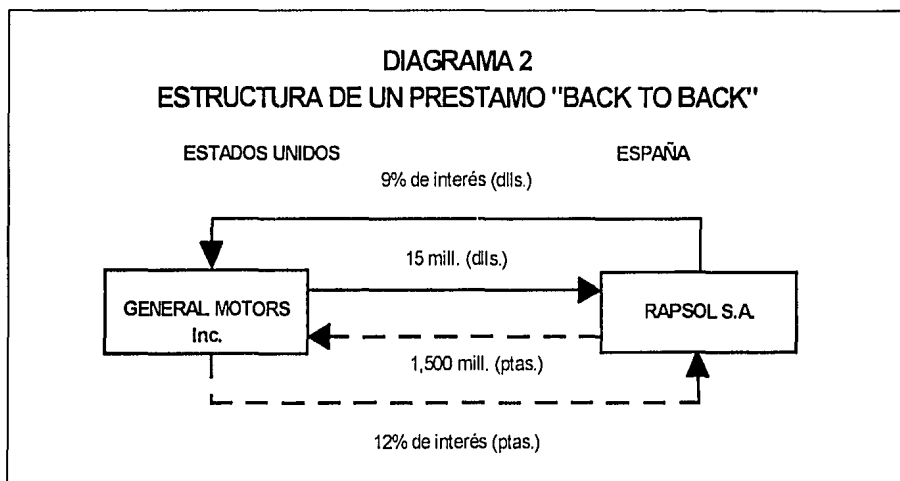 DIAGRAMA 2
ESTRUCTURA DE UN PRESTAMO "BACK TO BACK"
ESTADOS UNIDOS
ESPAÑA
9% de interés (dlls.)
15 mill. (dlls.)
GENERAL MOTORS
Inc.
RAPSOL S.A.
1,500 mill. (ptas.)
12% de interés (ptas.)